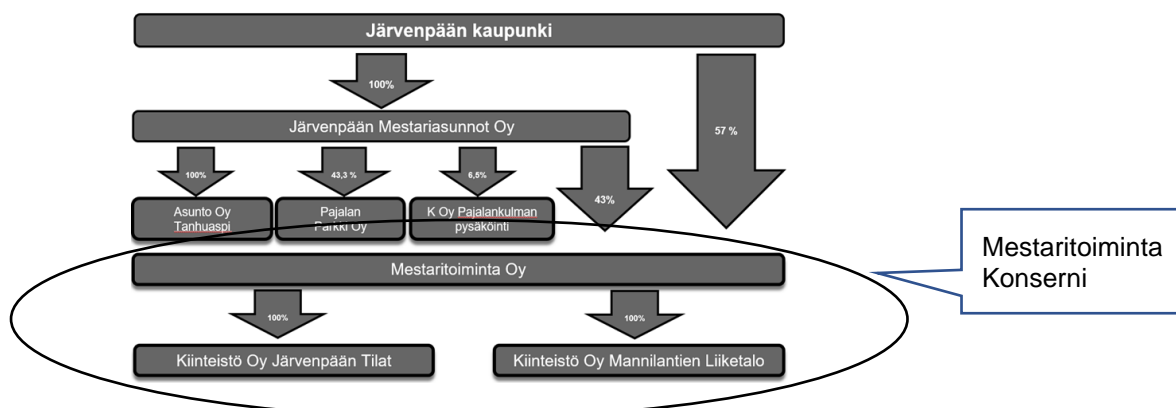 Järvenpään kaupunki
100%
57 %
Järvenpään Mestariasunnot Oy
100%
43,3 %
6,5%
43%
Asunto Oy
Tanhuaspi
Pajalan
Parkki Oy
K Oy Pajalankulman
pysäköinti
Mestaritoiminta Oy
Mestaritoiminta
Konserni
100%
100%
Kiinteistö Oy Järvenpään Tilat
Kiinteistö Oy Mannilantien Liiketalo